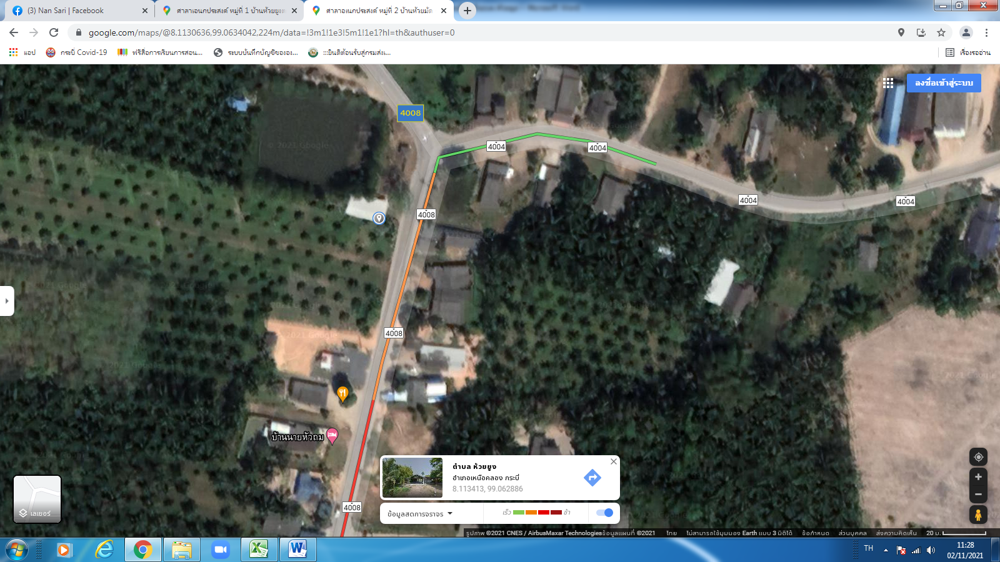 (3) Nan Sari | Facebook
ศาลาเอนกประสงค์ หมู่ที่ 1 บ้านห้วยยูง
ศาลาอเนกประสงค์ หมู่ที่ 2 บ้านห้วยมัด
google.com/maps/@8.1130636,99.0634042,224m/data=!3m1!1e3!5m1!1e1?hl=th&authuser=0
แอป
กระบี่ Covid-19
ฟรีสื่อการเรียนการสอน...
ระบบบันทึกบัญชีขององ...
:::ยินดีต้อนรับสู่กรมส่งเ...
เรื่องรออ่าน
ลงชื่อเข้าสู่ระบบ
4008
4004
4004
4004
4004
4008
4008
บ้านนายหัวถม
4008
ตำบล ห้วยยูง
อำเภอเหนือคลอง กระบี่
8.113413, 99.062886
ข้อมูลสดการจราจร
เร็ว
ช้า
เลเยอร์
รูปภาพ ©2021 CNES / AirbusMaxar Technologiesข้อมูลแผนที่ ©2021
ไทย
ไม่สามารถใช้มุมมอง Earth แบบ 3 มิติได้
ข้อกำหนด
ส่วนบุคคล
ส่งความคิดเห็น
20 ม.
TH
11:28
02/11/2021